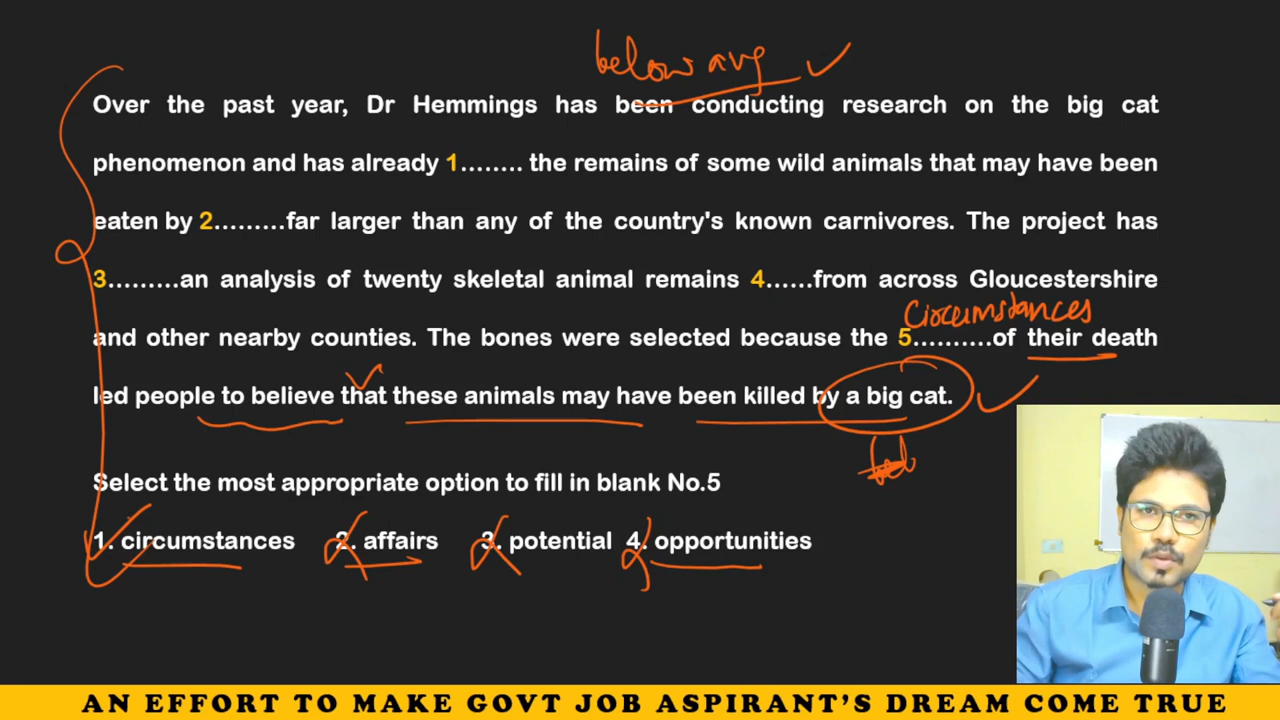 below avg
Over the past year, Dr Hemmings has been conducting research on the big cat
phenomenon and has already 1........ the remains of some wild animals that may have been
eaten by 2.........far larger than any of the country's known carnivores. The project has
3.........an analysis of twenty skeletal animal remains 4......from across Gloucestershire
Circumstances
and other nearby counties. The bones were selected because the 5..........of their death
led people to believe that these animals may have been killed by a big cat.
Select the most appropriate option to fill in blank No.5
1. circumstances 2. affairs 3. potential 4. opportunities
AN EFFORT TO MAKE GOVT JOB ASPIRANT'S DREAM COME TRUE